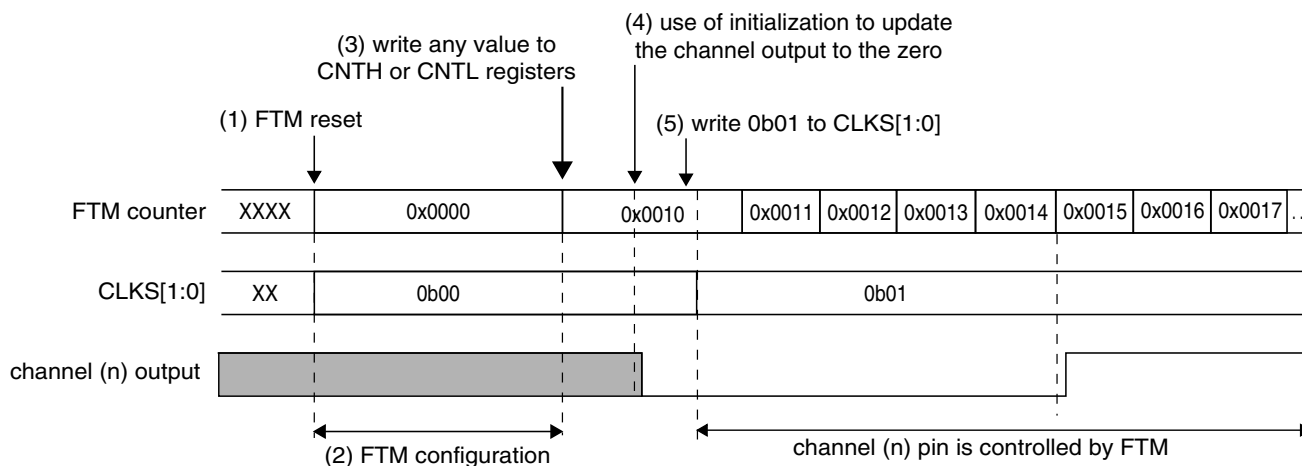 (4) use of initialization to update
the channel output to the zero
(3) write any value to
CNTH or CNTL registers
(1) FTM reset
(5) write 0b01 to CLKS[1:0]
FTM counter XXXX 0x0000 0x0010 0x0011 0x0012 0x0013 0x0014 0x0015 0x0016 0x0017 ..
CLKS[1:0] XX 0b00 0b01
channel (n) output
(2) FTM configuration
channel (n) pin is controlled by FTM